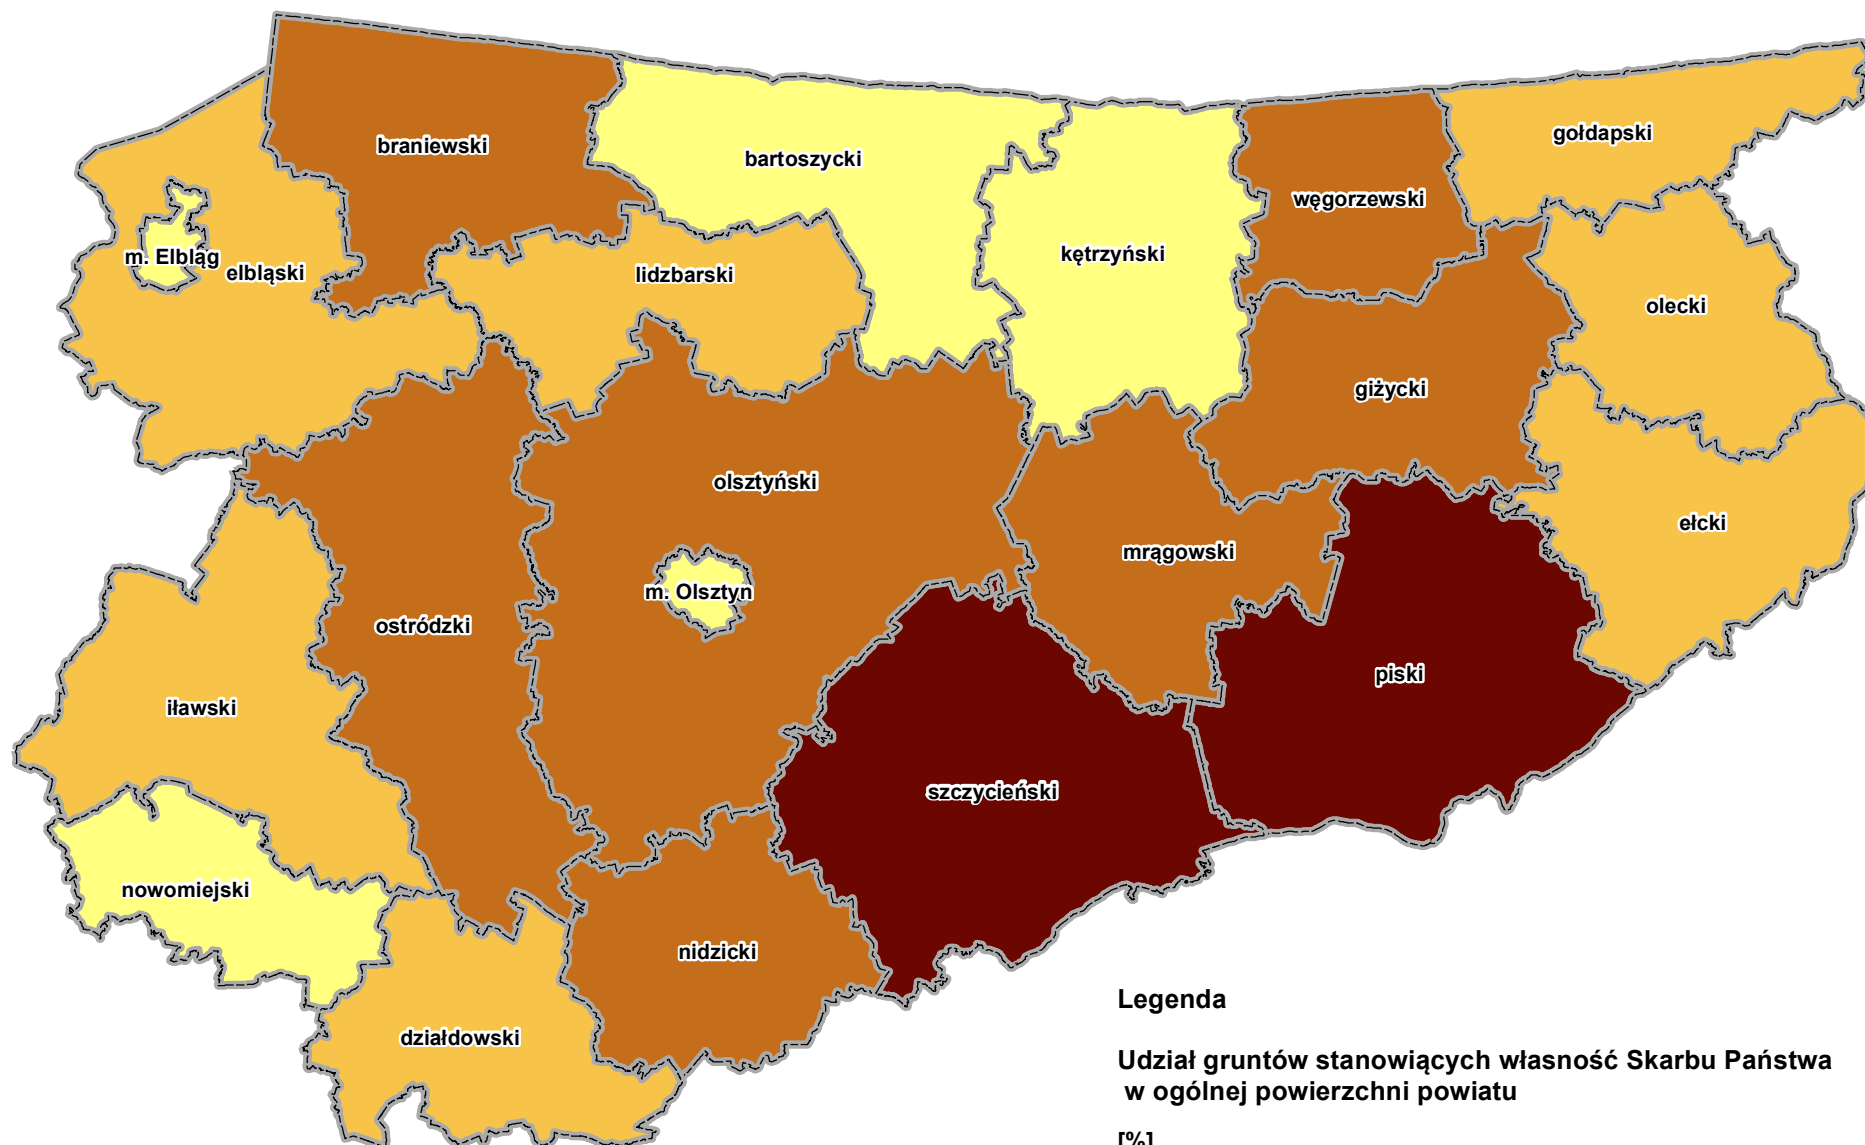 braniewski
bartoszycki
gołdapski
węgorzewski
m. Elbląg
elbląski
lidzbarski
kętrzyński
olecki
giżycki
olsztyński
ełcki
mrągowski
m. Olsztyn
ostródzki
piski
iławski
szczycieński
nowomiejski
nidzicki
działdowski
Legenda
Udział gruntów stanowiących własność Skarbu Państwa
w ogólnej powierzchni powiatu
[%]